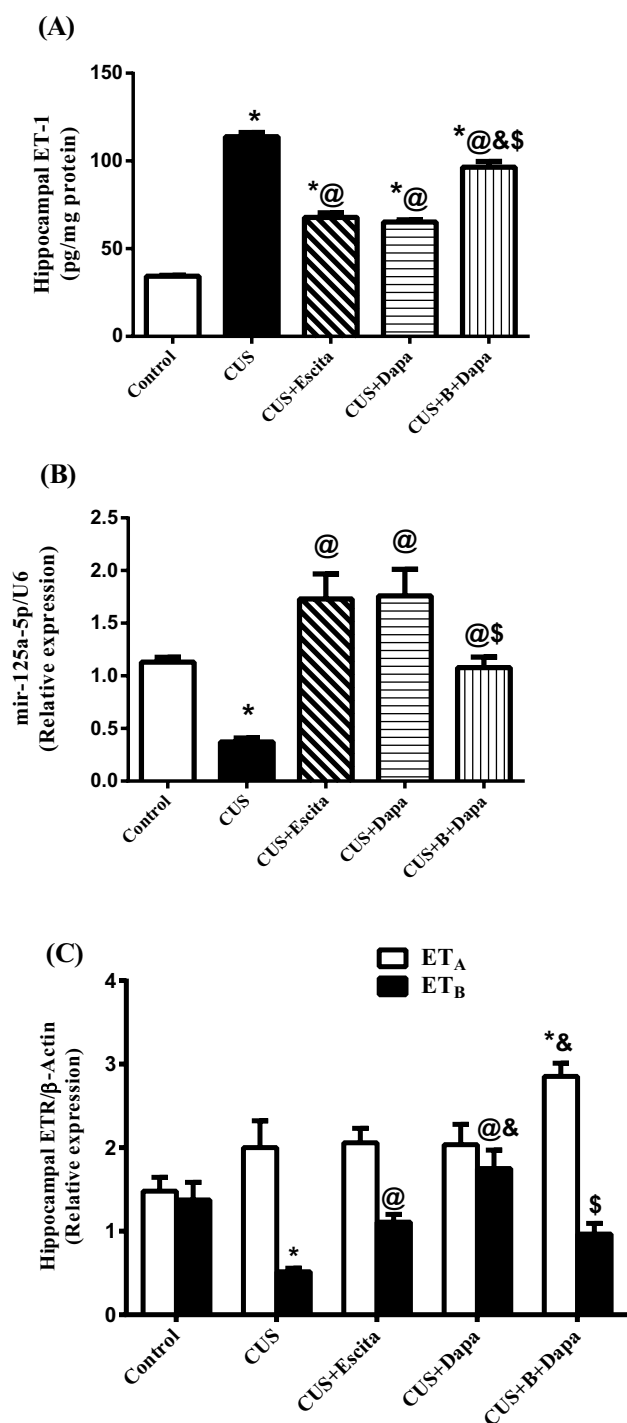 (A)
Hippocampal ET-1
(pg/mg protein)
150
100
50
0
*
*@
*@
*@&$
Control
CUS
CUS+Escita
CUS+Dapa
CUS+B+Dapa
(B)
mir-125a-5p/U6
(Relative expression)
2.5
2.0
1.5
1.0
0.5
0.0
*
@
@
@$
Control
CUS
CUS+Escita
CUS+Dapa
CUS+B+Dapa
(C)
ETA
ETB
Hippocampal ETR/β-Actin
(Relative expression)
4
3
2
1
0
*
@
@&
*&
$
Control
CUS
CUS+Escita
CUS+Dapa
CUS+B+Dapa